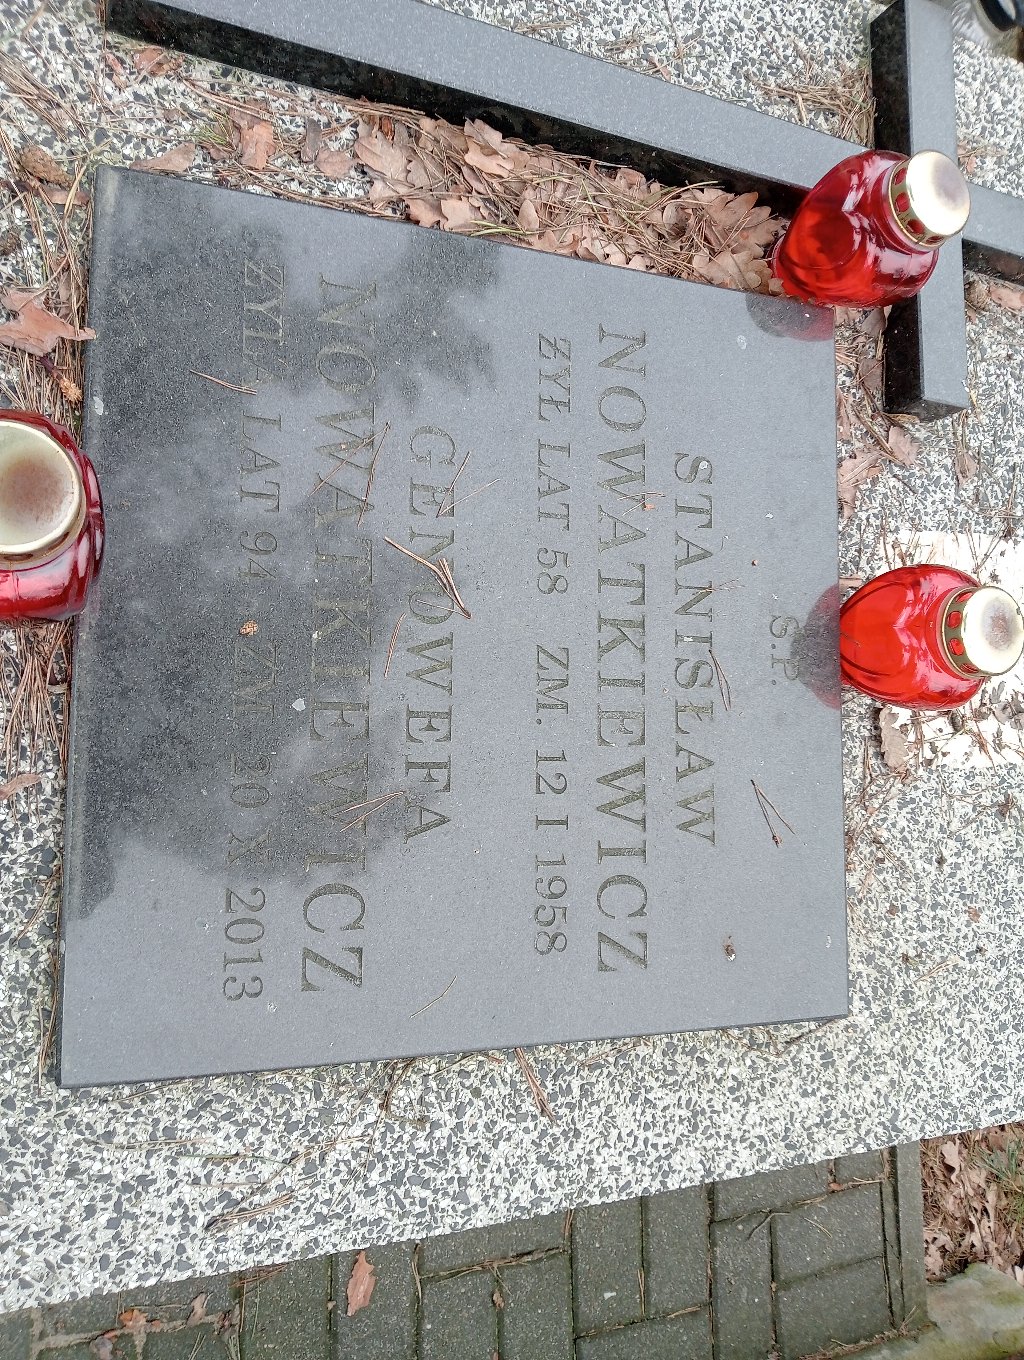 Ś.P.
STANISŁAW
NOWATKIEWICZ
ŻYŁ LAT 58 ZM. 12 I 1958
GENOWEFA
NOWATKIEWICZ
ŻYŁA LAT 94 ZM. 20 X 2013